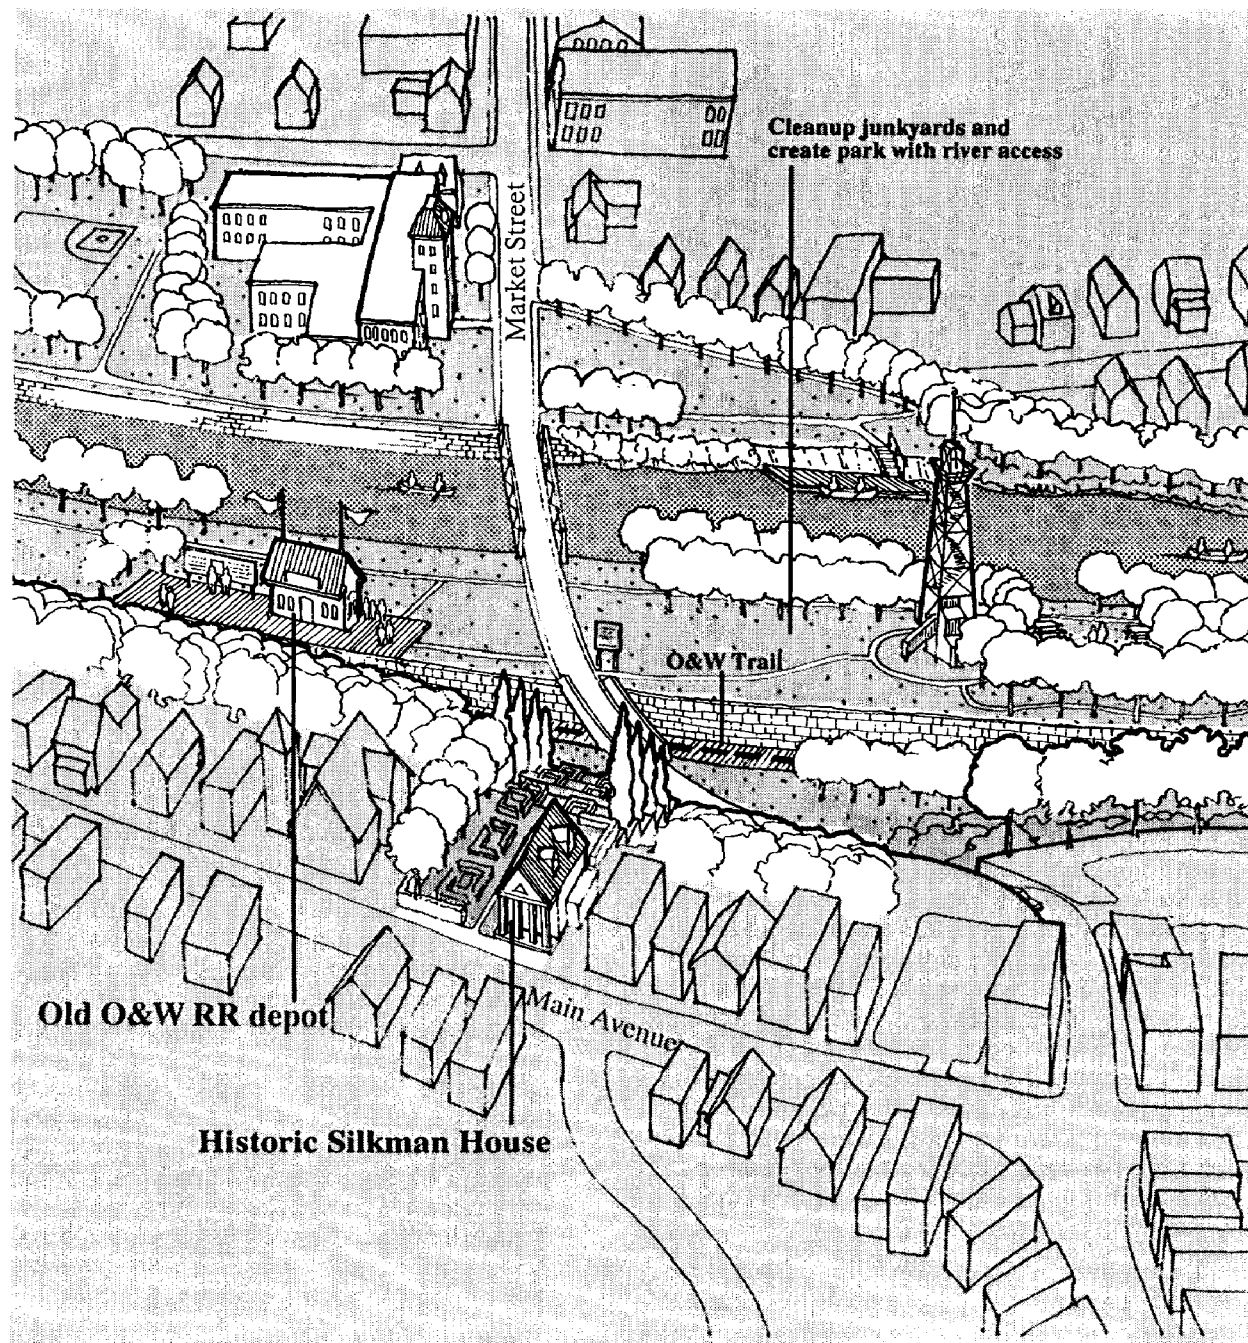 Cleanup junkyards and
create park with river access
Market Street
O&W Trail
Old O&W RR depot
Main Avenue
Historic Silkman House